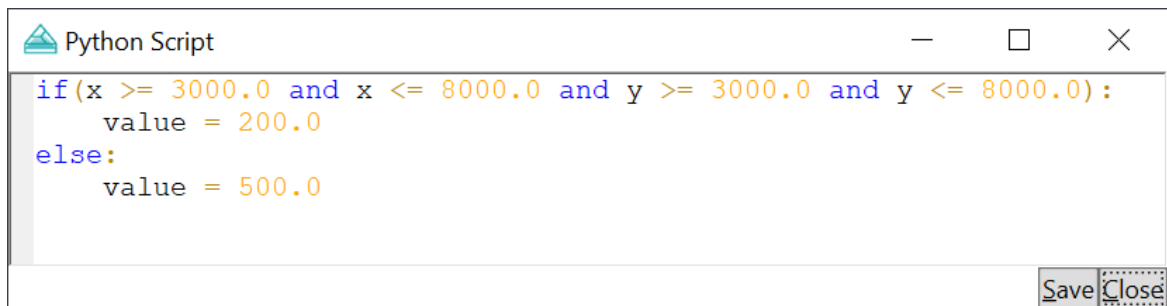 Python Script
if(x >= 3000.0 and x <= 8000.0 and y >= 3000.0 and y <= 8000.0):
    value = 200.0
else:
    value = 500.0
Save Close